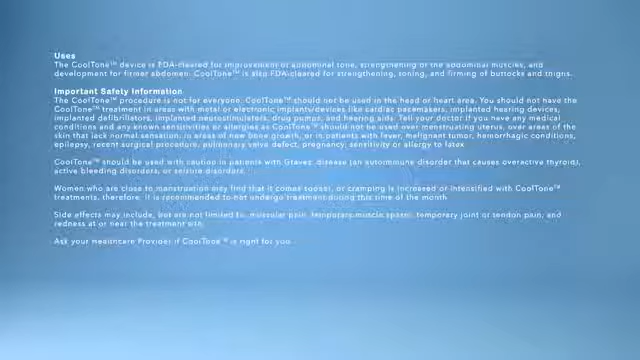 Uses
The CoolTone™ device is FDA-cleared for improvement of abdominal tone, strengthening of the abdominal muscles, and
development for firmer abdomen. CoolTone™ is also FDA-cleared for strengthening, toning, and firming of buttocks and thighs.
Important Safety Information
The CoolTone™ procedure is not for everyone. CoolTone™ should not be used in the head or heart area. You should not have the
CoolTone™ treatment in areas with metal or electronic implants/devices like cardiac pacemakers, implanted hearing devices,
implanted defibrillators, implanted neurostimulators, drug pumps, and hearing aids. Tell your doctor if you have any medical
conditions and any known sensitivities or allergies as CoolTone™ should not be used over menstruating uterus, over areas of the
skin that lack normal sensation, in areas of new bone growth, or in patients with fever, malignant tumor, hemorrhagic conditions,
epilepsy, recent surgical procedure, pulmonary valve defect, pregnancy, sensitivity or allergy to latex.
CoolTone™ should be used with caution in patients with Graves' disease (an autoimmune disorder that causes overactive thyroid),
active bleeding disorders, or seizure disorders.
Women who are close to menstruation may find that it comes sooner, or cramping is increased or intensified with CoolTone™
treatments, therefore, it is recommended to not undergo treatment during this time of the month.
Side effects may include, but are not limited to: muscular pain, temporary muscle spasm, temporary joint or tendon pain, and
redness at or near the treatment site.
Ask your Healthcare Provider if CoolTone™ is right for you.